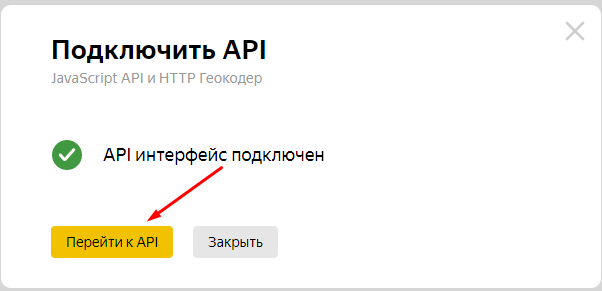 Подключить API
JavaScript API и HTTP Геокодер
API интерфейс подключен
Перейти к API
Закрыть